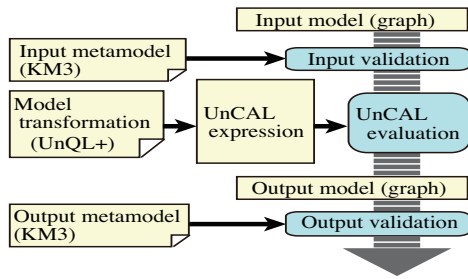 Input model (graph)
Input metamodel
(KM3)
Input validation
Model
transformation
(UnQL+)
UnCAL
expression
UnCAL
evaluation
Output model (graph)
Output metamodel
(KM3)
Output validation